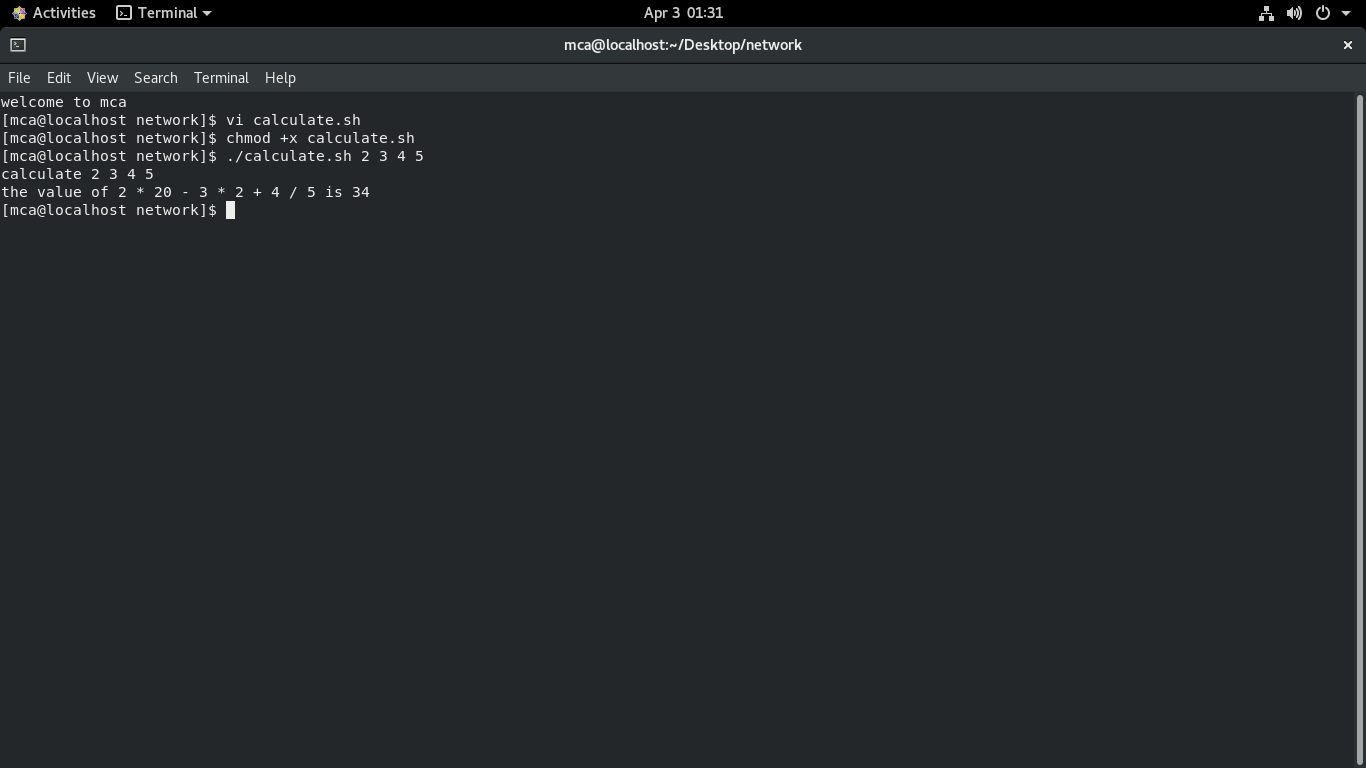 Activities Terminal Apr 3 01:31
mca@localhost:~/Desktop/network
File Edit View Search Terminal Help
welcome to mca
[mca@localhost network]$ vi calculate.sh
[mca@localhost network]$ chmod +x calculate.sh
[mca@localhost network]$ ./calculate.sh 2 3 4 5
calculate 2 3 4 5
the value of 2 * 20 - 3 * 2 + 4 / 5 is 34
[mca@localhost network]$